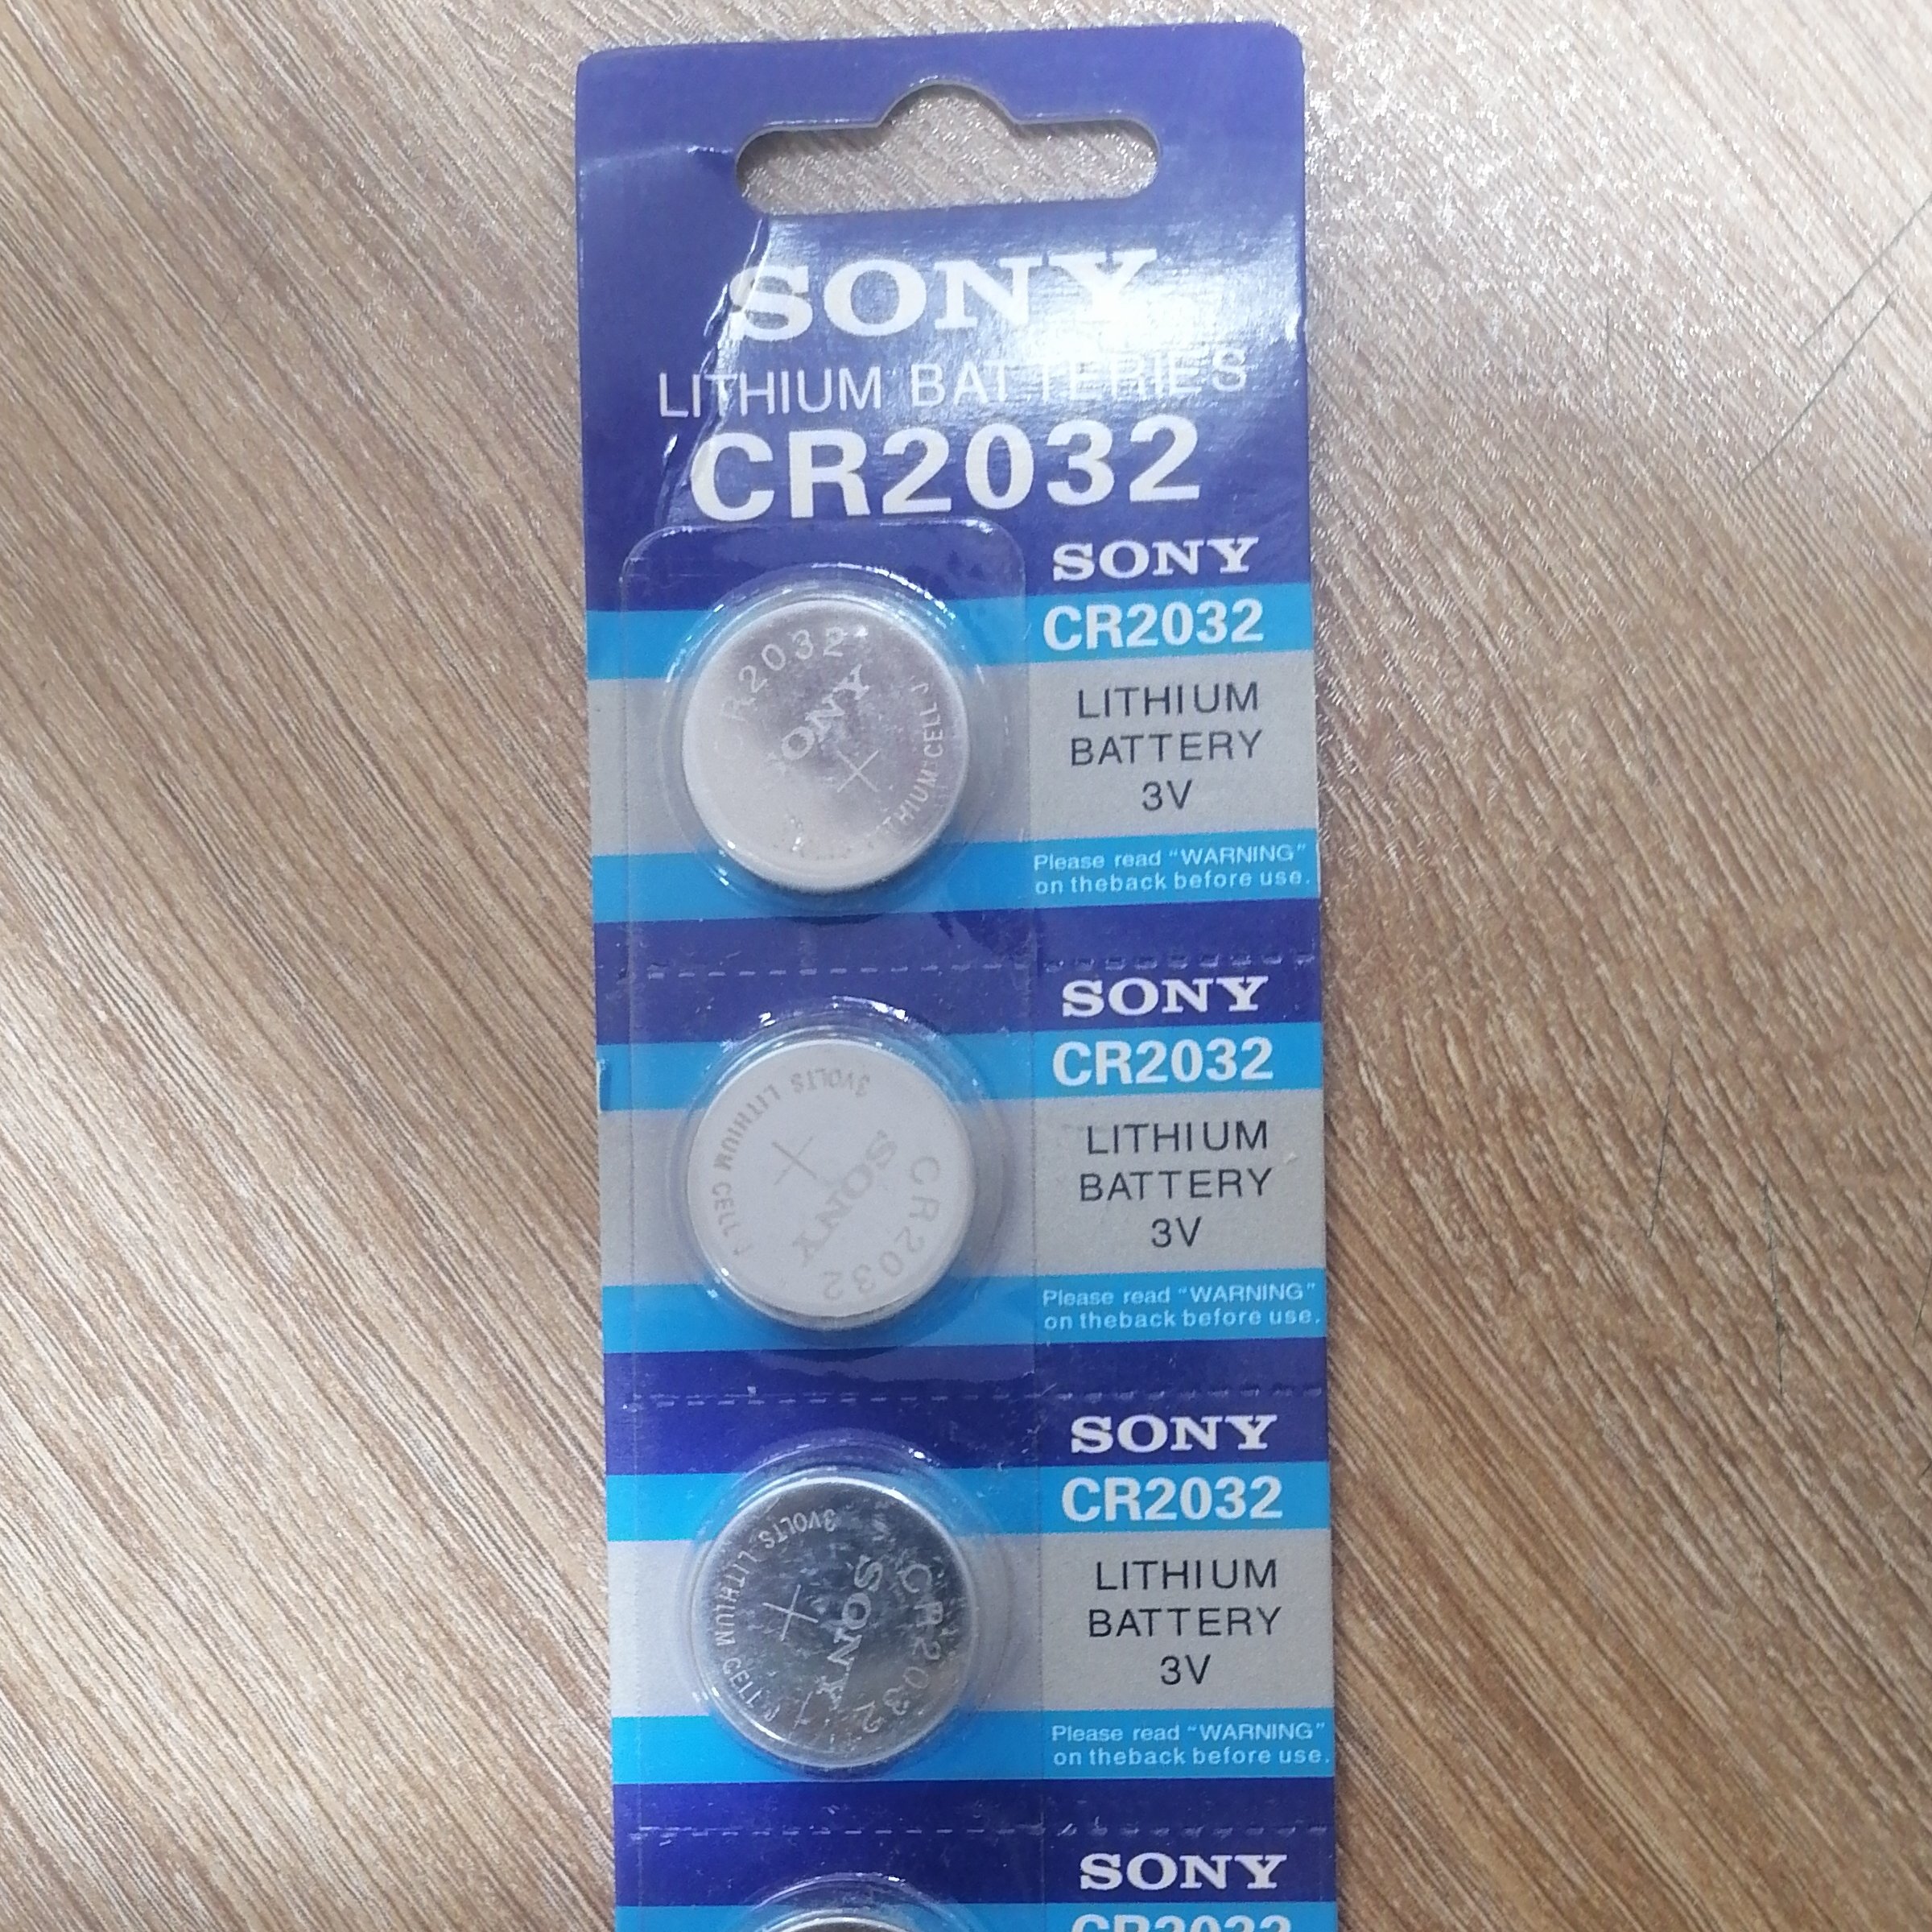 SONY
LITHIUM BATTERIES
CR2032
SONY
CR2032
LITHIUM
BATTERY
3V
Please read "WARNING"
on theback before use.
CR2032
SONY
+
LITHIUM CELL J
SONY
CR2032
LITHIUM
BATTERY
3V
Please read "WARNING"
on theback before use.
3VOLTS LITHIUM CELL
+
SONY
CR2032
SONY
CR2032
LITHIUM
BATTERY
3V
Please read "WARNING"
on theback before use.
3VOLTS LITHIUM CELL
+
SONY
CR2032
SONY
CR2032